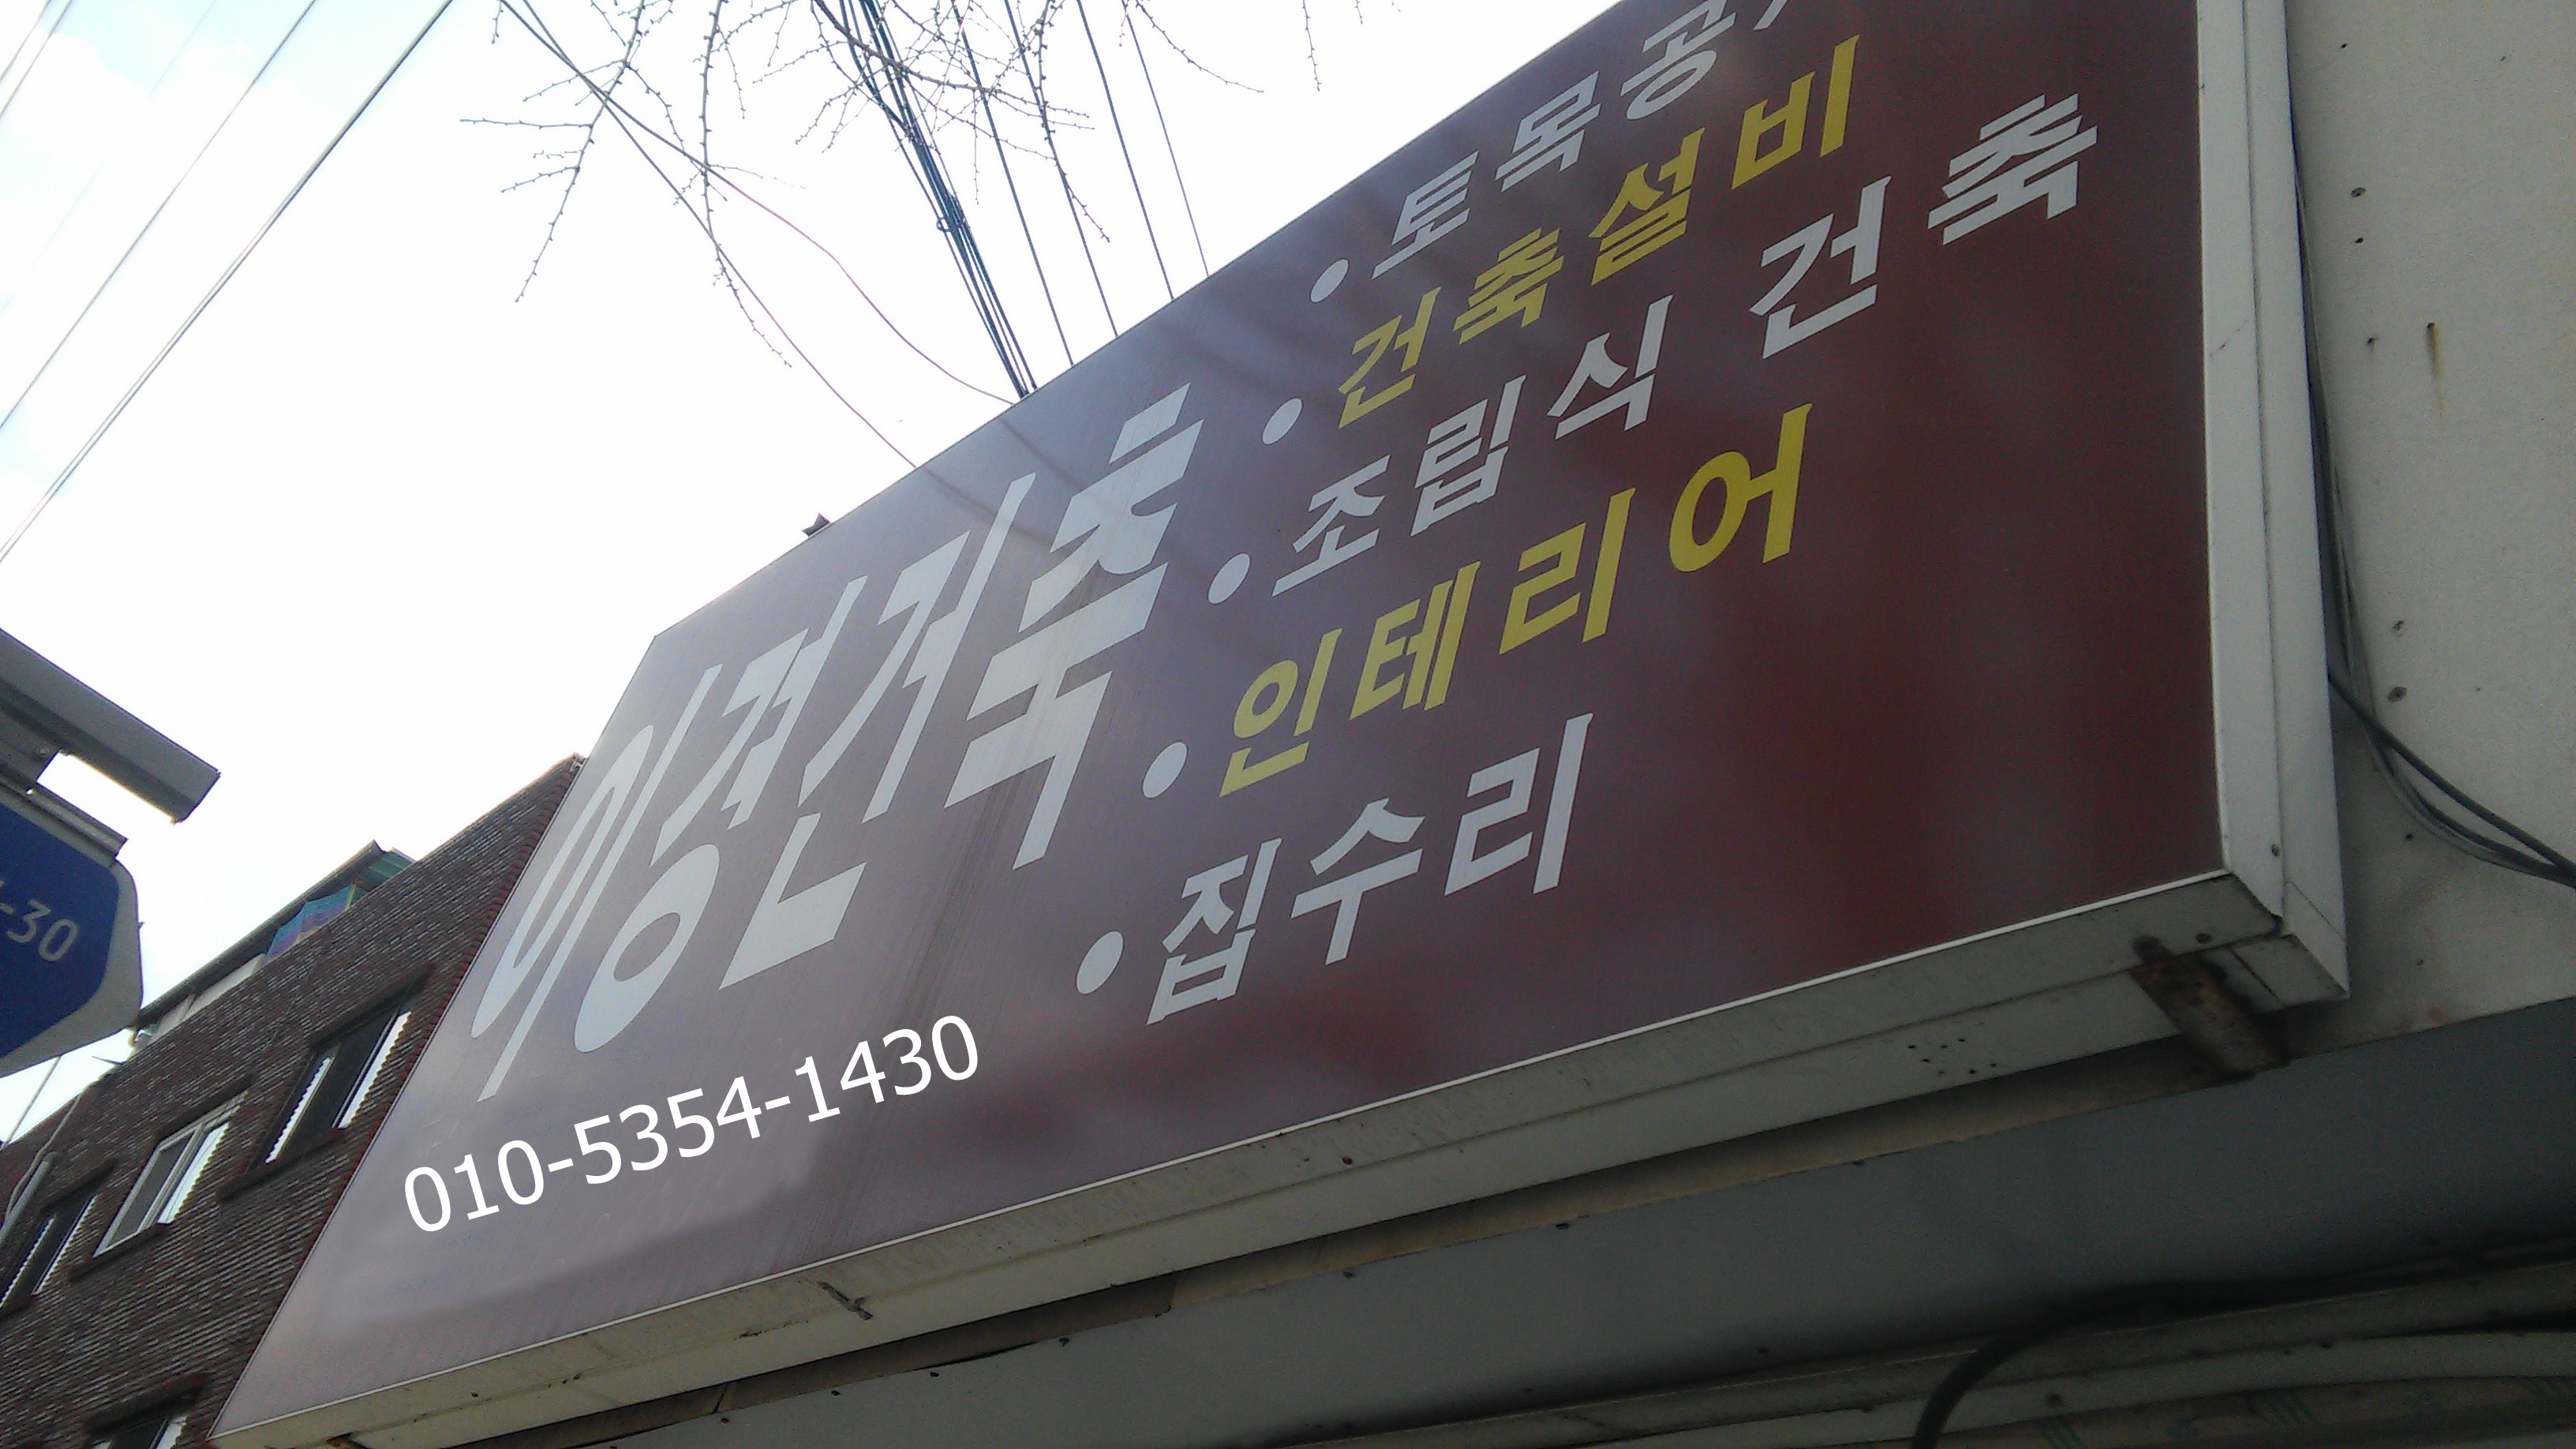 이경건축
010-5354-1430
• 토목공
• 건축설비
• 조립식 건축
• 인테리어
• 집수리
-30